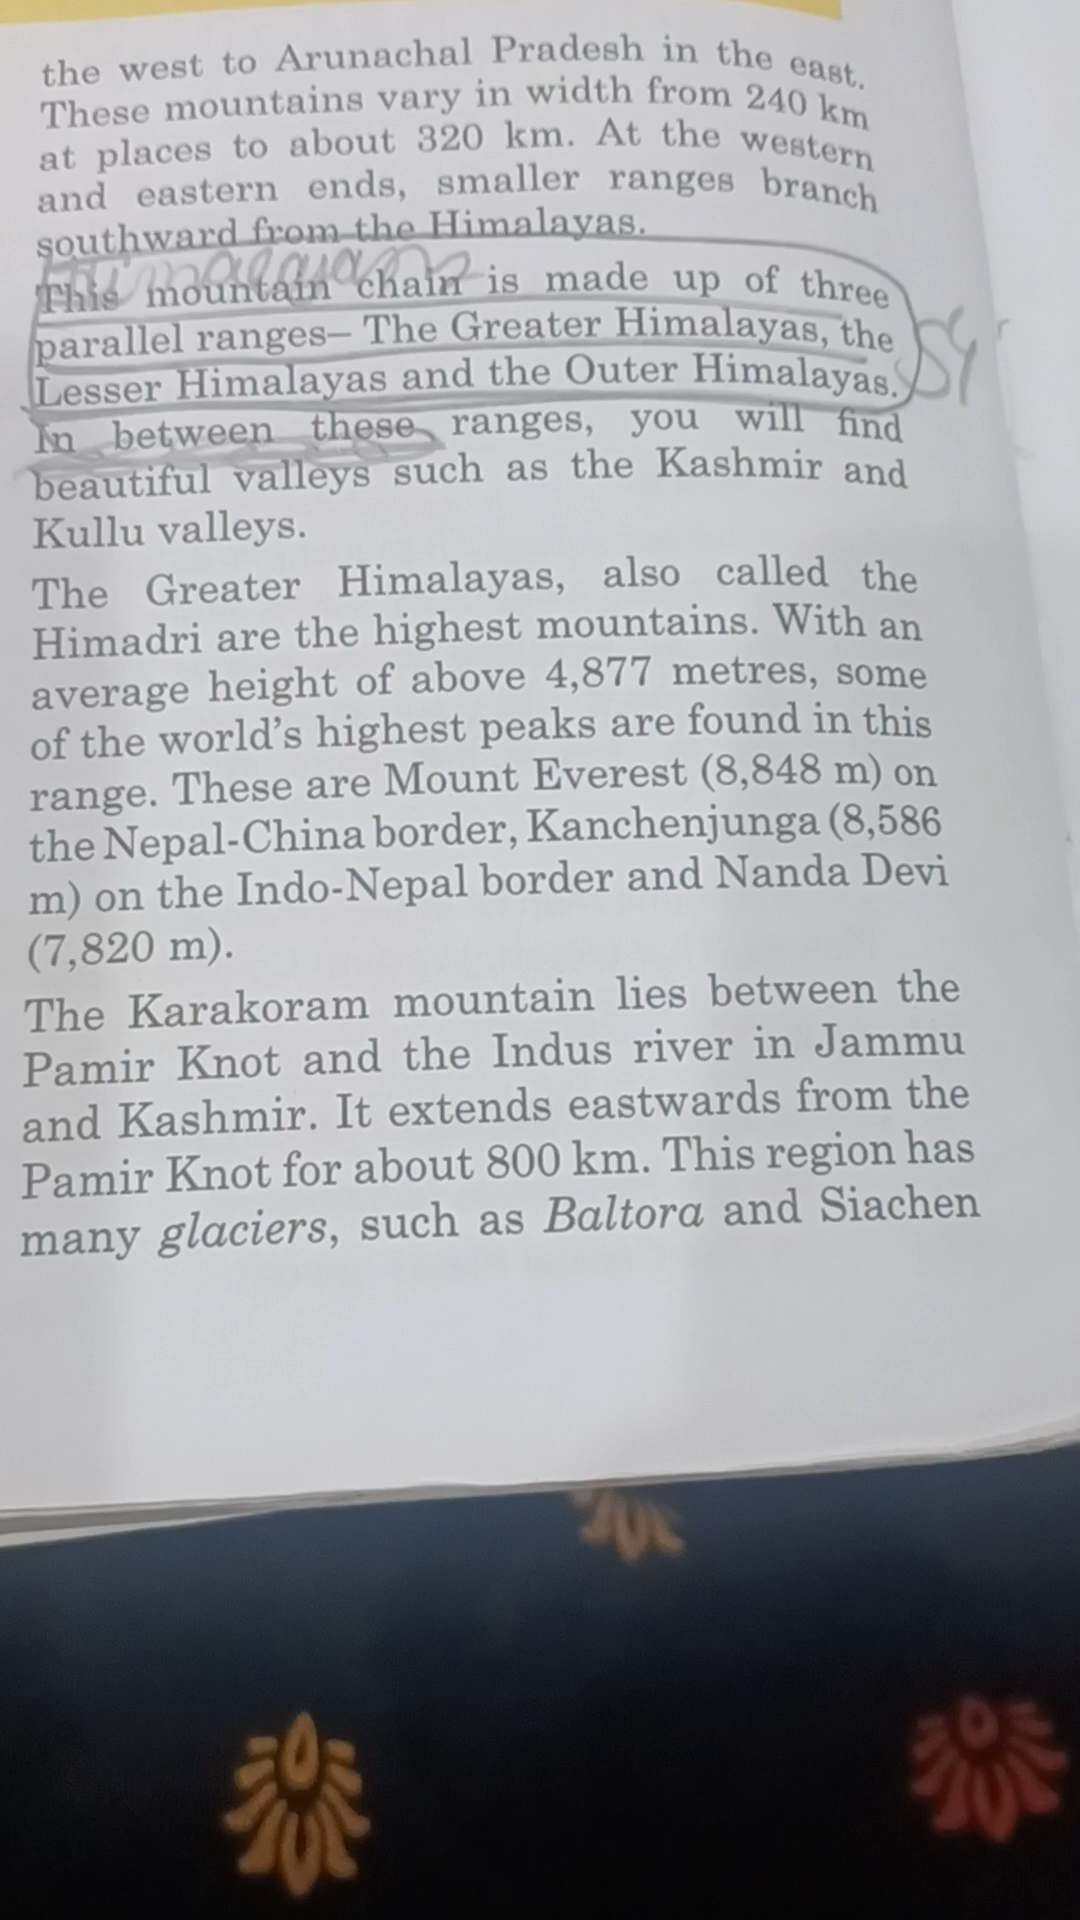 the west to Arunachal Pradesh in the east.
These mountains vary in width from 240 km
at places to about 320 km. At the western
and eastern ends, smaller ranges branch
southward from the Himalayas.
Himalayan
This mountain chain is made up of three
parallel ranges– The Greater Himalayas, the
Lesser Himalayas and the Outer Himalayas.
In between these ranges, you will find
beautiful valleys such as the Kashmir and
Kullu valleys.
The Greater Himalayas, also called the
Himadri are the highest mountains. With an
average height of above 4,877 metres, some
of the world's highest peaks are found in this
range. These are Mount Everest (8,848 m) on
the Nepal-China border, Kanchenjunga (8,586
m) on the Indo-Nepal border and Nanda Devi
(7,820 m).
The Karakoram mountain lies between the
Pamir Knot and the Indus river in Jammu
and Kashmir. It extends eastwards from the
Pamir Knot for about 800 km. This region has
many glaciers, such as Baltora and Siachen